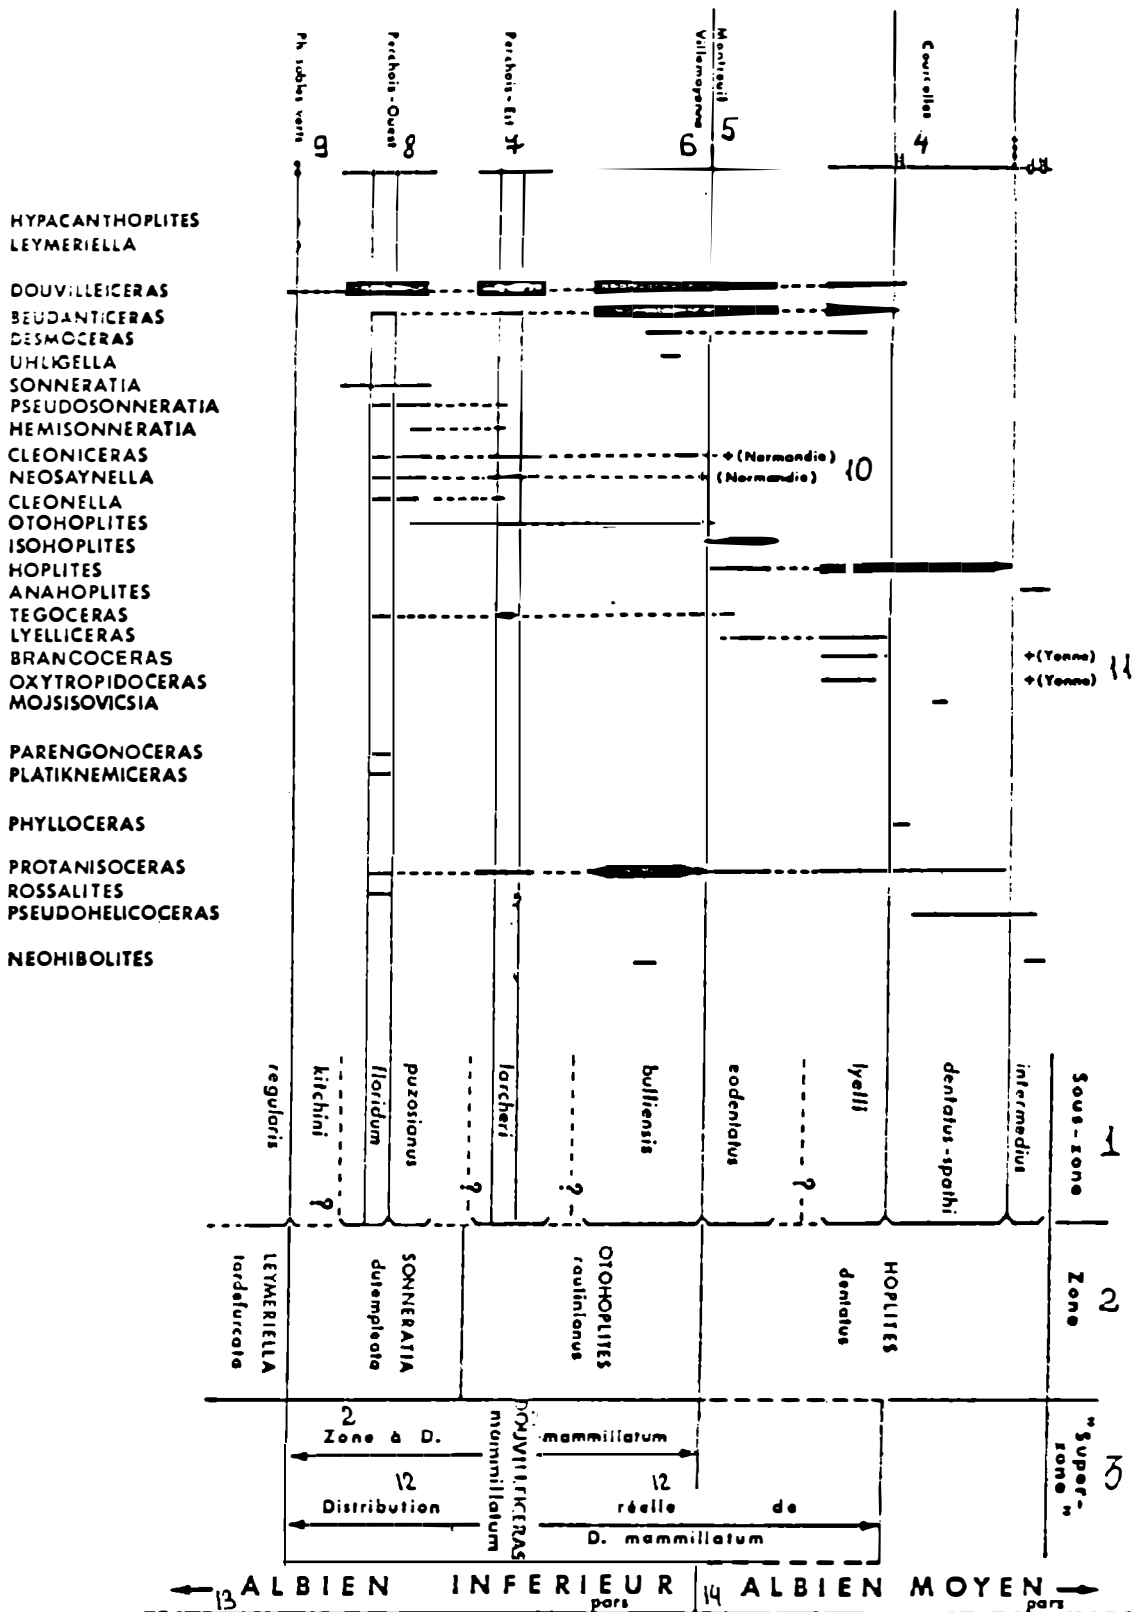 Ph sables verts
9
Perchois-Ouest
8
Perchois-Est
7
Villemoyenne
6
Montreuil
5
Courcelles
4
HYPACANTHOPLITES
LEYMERIELLA
DOUVILLEICERAS
BEUDANTICERAS
DESMOCERAS
UHLIGELLA
SONNERATIA
PSEUDOSONNERATIA
HEMISONNERATIA
CLEONICERAS
+(Normandie)
NEOSAYNELLA
+(Normandie)
10
CLEONELLA
OTOHOPLITES
ISOHOPLITES
HOPLITES
ANAHOPLITES
TEGOCERAS
LYELLICERAS
BRANCOCERAS
+(Yonne)
11
OXYTROPIDOCERAS
+(Yonne)
MOJSISOVICSIA
PARENGONOCERAS
PLATIKNEMICERAS
PHYLLOCERAS
PROTANISOCERAS
ROSSALITES
PSEUDOHELICOCERAS
NEOHIBOLITES
regularis
kitchini
?
floridum
puzosianus
?
larcheri
?
bulliensis
eodentatus
?
lyelli
dentatus-spathi
intermedius
Sous-zone
1
LEYMERIELLA
tardefurcata
SONNERATIA
dutempleata
OTOHOPLITES
raulinianus
HOPLITES
dentatus
Zone
2
DOUVILLEICERAS
mammillatum
2
Zone à D. mammillatum
12 12
Distribution réelle de
D. mammillatum
"Super-
zone"
3
13 ALBIEN INFERIEUR
pars
14 ALBIEN MOYEN
pars